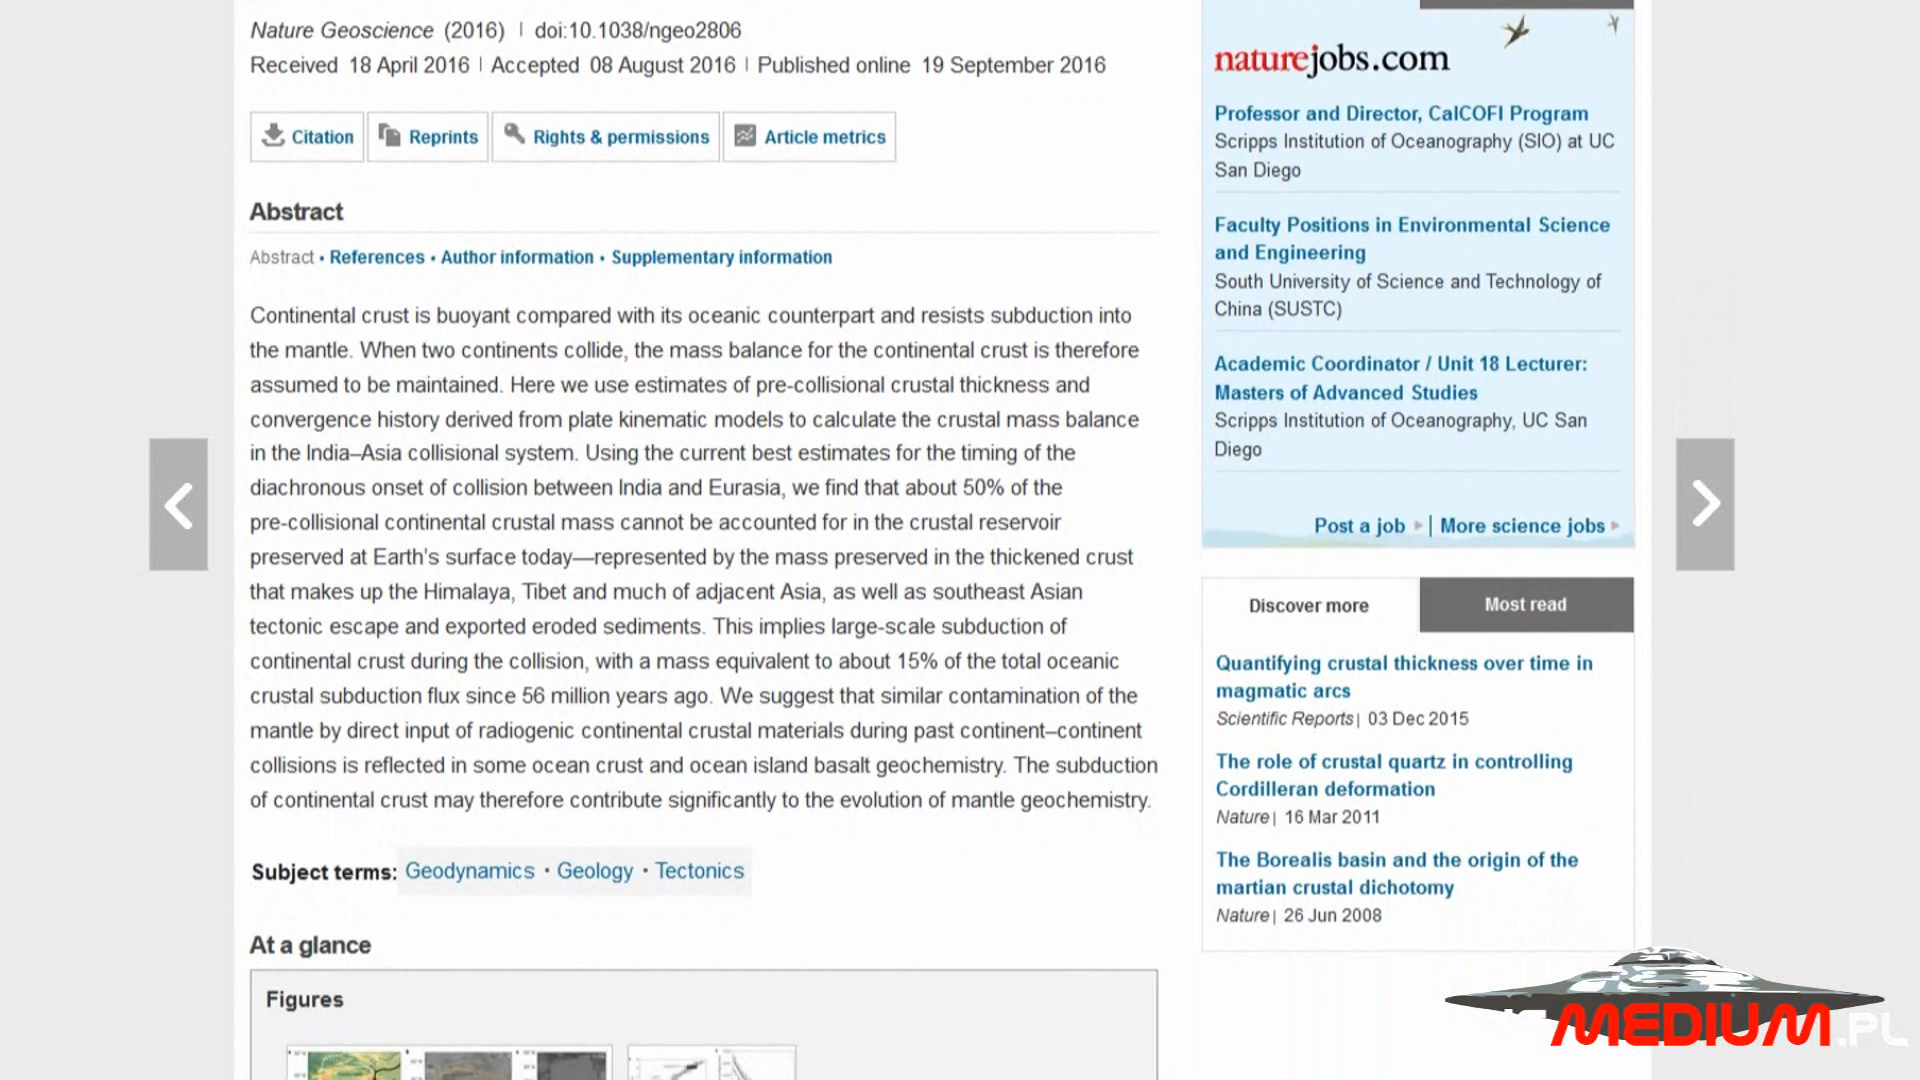 Nature Geoscience (2016) | doi:10.1038/ngeo2806
Received 18 April 2016 | Accepted 08 August 2016 | Published online 19 September 2016
Citation
Reprints
Rights & permissions
Article metrics
Abstract
Abstract • References • Author information • Supplementary information
Continental crust is buoyant compared with its oceanic counterpart and resists subduction into
the mantle. When two continents collide, the mass balance for the continental crust is therefore
assumed to be maintained. Here we use estimates of pre-collisional crustal thickness and
convergence history derived from plate kinematic models to calculate the crustal mass balance
in the India–Asia collisional system. Using the current best estimates for the timing of the
diachronous onset of collision between India and Eurasia, we find that about 50% of the
pre-collisional continental crustal mass cannot be accounted for in the crustal reservoir
preserved at Earth's surface today—represented by the mass preserved in the thickened crust
that makes up the Himalaya, Tibet and much of adjacent Asia, as well as southeast Asian
tectonic escape and exported eroded sediments. This implies large-scale subduction of
continental crust during the collision, with a mass equivalent to about 15% of the total oceanic
crustal subduction flux since 56 million years ago. We suggest that similar contamination of the
mantle by direct input of radiogenic continental crustal materials during past continent–continent
collisions is reflected in some ocean crust and ocean island basalt geochemistry. The subduction
of continental crust may therefore contribute significantly to the evolution of mantle geochemistry.
Subject terms: Geodynamics • Geology • Tectonics
At a glance
Figures
naturejobs.com
Professor and Director, CalCOFI Program
Scripps Institution of Oceanography (SIO) at UC
San Diego
Faculty Positions in Environmental Science
and Engineering
South University of Science and Technology of
China (SUSTC)
Academic Coordinator / Unit 18 Lecturer:
Masters of Advanced Studies
Scripps Institution of Oceanography, UC San
Diego
Post a job | More science jobs
Discover more
Most read
Quantifying crustal thickness over time in
magmatic arcs
Scientific Reports | 03 Dec 2015
The role of crustal quartz in controlling
Cordilleran deformation
Nature | 16 Mar 2011
The Borealis basin and the origin of the
martian crustal dichotomy
Nature | 26 Jun 2008
MEDIUM.PL